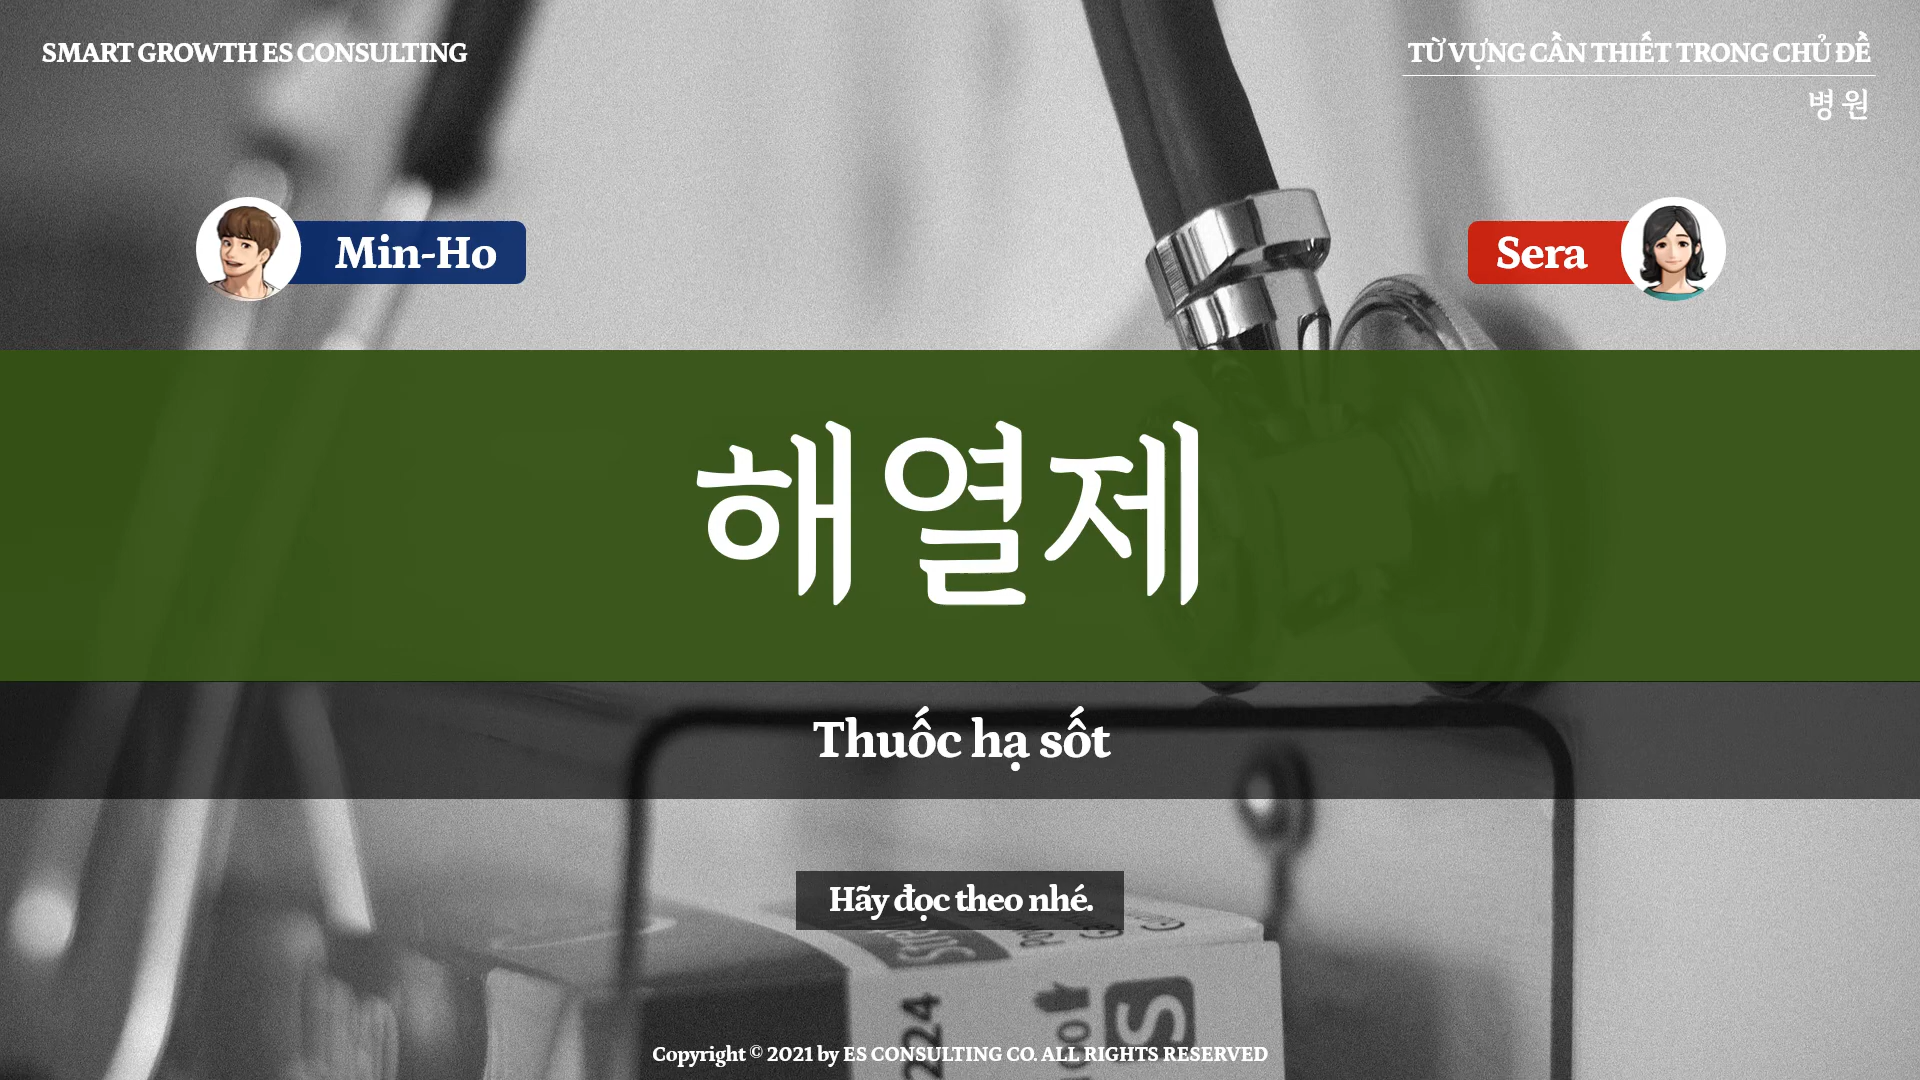 SMART GROWTH ES CONSULTING
TỪ VỰNG CẦN THIẾT TRONG CHỦ ĐỀ
병원
Min-Ho
Sera
해열제
Thuốc hạ sốt
Hãy đọc theo nhé.
224
S
Copyright © 2021 by ES CONSULTING CO. ALL RIGHTS RESERVED